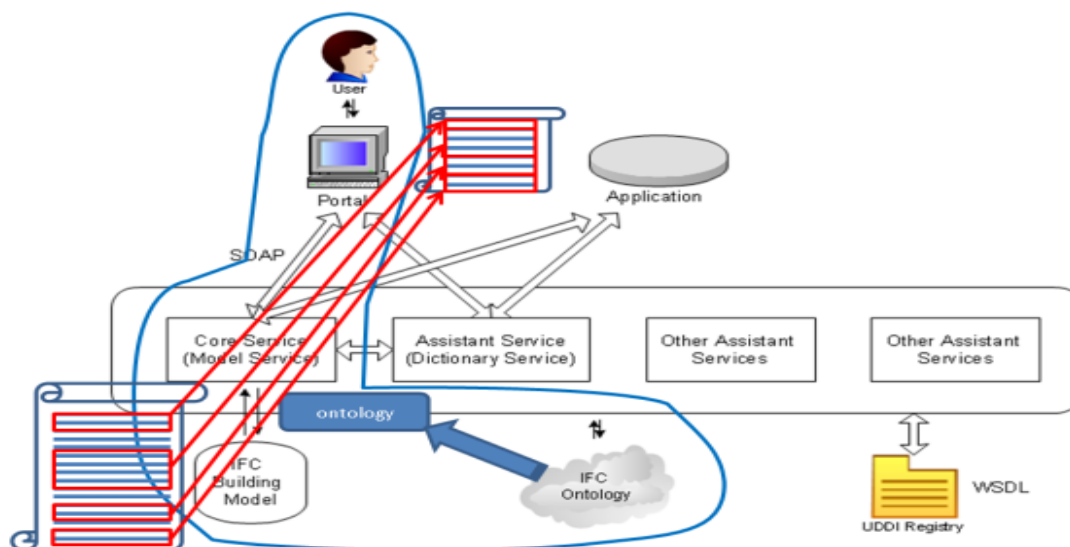 User
Portal
Application
SOAP
Core Service
(Model Service)
Assistant Service
(Dictionary Service)
Other Assistant
Services
Other Assistant
Services
ontology
IFC
Building
Model
IFC
Ontology
WSDL
UDDI Registry